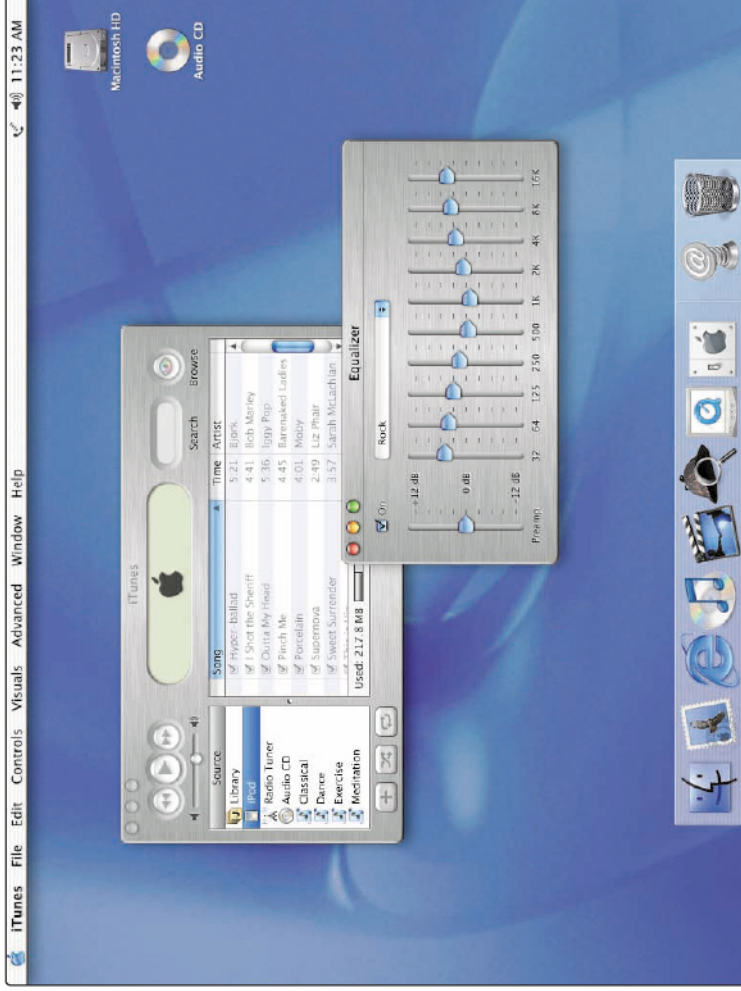 iTunes File Edit Controls Visuals Advanced Window Help 11:23 AM
Macintosh HD
Audio CD
iTunes
Search
Browse
Source
Library
iPod
Radio Tuner
Audio CD
Classical
Dance
Exercise
Meditation
Song Time Artist
Hyper-ballad 5:21 Bjork
I Shot the Sheriff 4:41 Bob Marley
Outta My Head 5:36 Iggy Pop
Pinch Me 4:45 Barenaked Ladies
Porcelain 4:01 Moby
Supernova 2:49 Liz Phair
Sweet Surrender 3:57 Sarah McLachlan
Used: 217.8 MB
Equalizer
On
Rock
+12 dB
0 dB
-12 dB
Preamp 32 64 125 250 500 1K 2K 4K 8K 16K
@